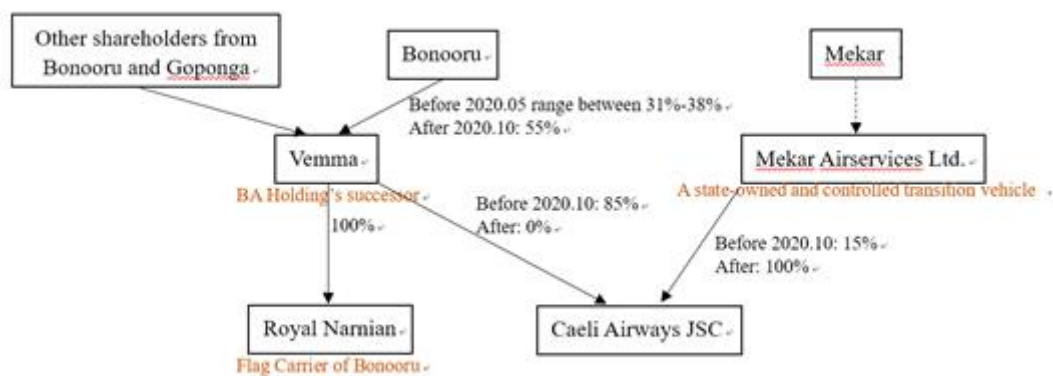 Other shareholders from
Bonooru and Goponga
Bonooru
Mekar
Before 2020.05 range between 31%-38%
After 2020.10: 55%
Vemma
Mekar Airservices Ltd.
BA Holding's successor
A state-owned and controlled transition vehicle
Before 2020.10: 85%
After: 0%
100%
Before 2020.10: 15%
After: 100%
Royal Narnian
Caeli Airways JSC
Flag Carrier of Bonooru